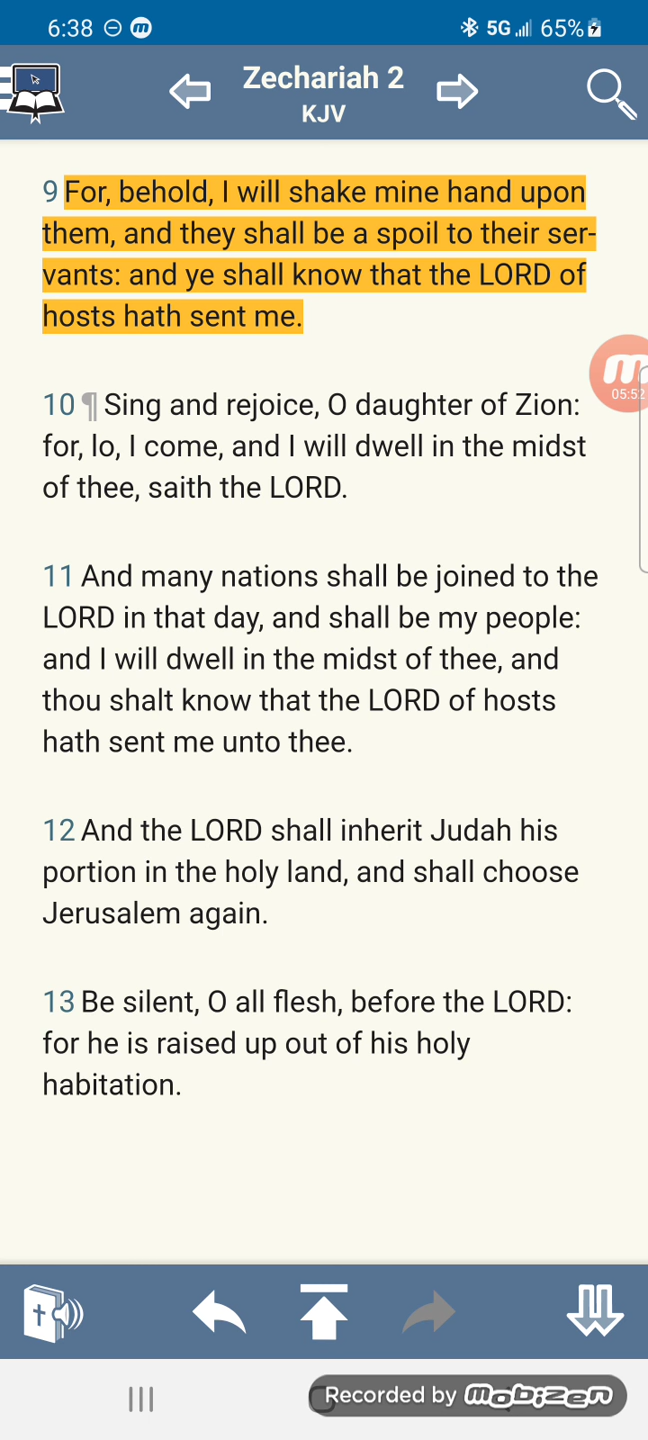 6:38 m 5G 65%
Zechariah 2
KJV
9 For, behold, I will shake mine hand upon
them, and they shall be a spoil to their ser-
vants: and ye shall know that the LORD of
hosts hath sent me.
m
05:52
10 ¶ Sing and rejoice, O daughter of Zion:
for, lo, I come, and I will dwell in the midst
of thee, saith the LORD.
11 And many nations shall be joined to the
LORD in that day, and shall be my people:
and I will dwell in the midst of thee, and
thou shalt know that the LORD of hosts
hath sent me unto thee.
12 And the LORD shall inherit Judah his
portion in the holy land, and shall choose
Jerusalem again.
13 Be silent, O all flesh, before the LORD:
for he is raised up out of his holy
habitation.
Recorded by mobizen